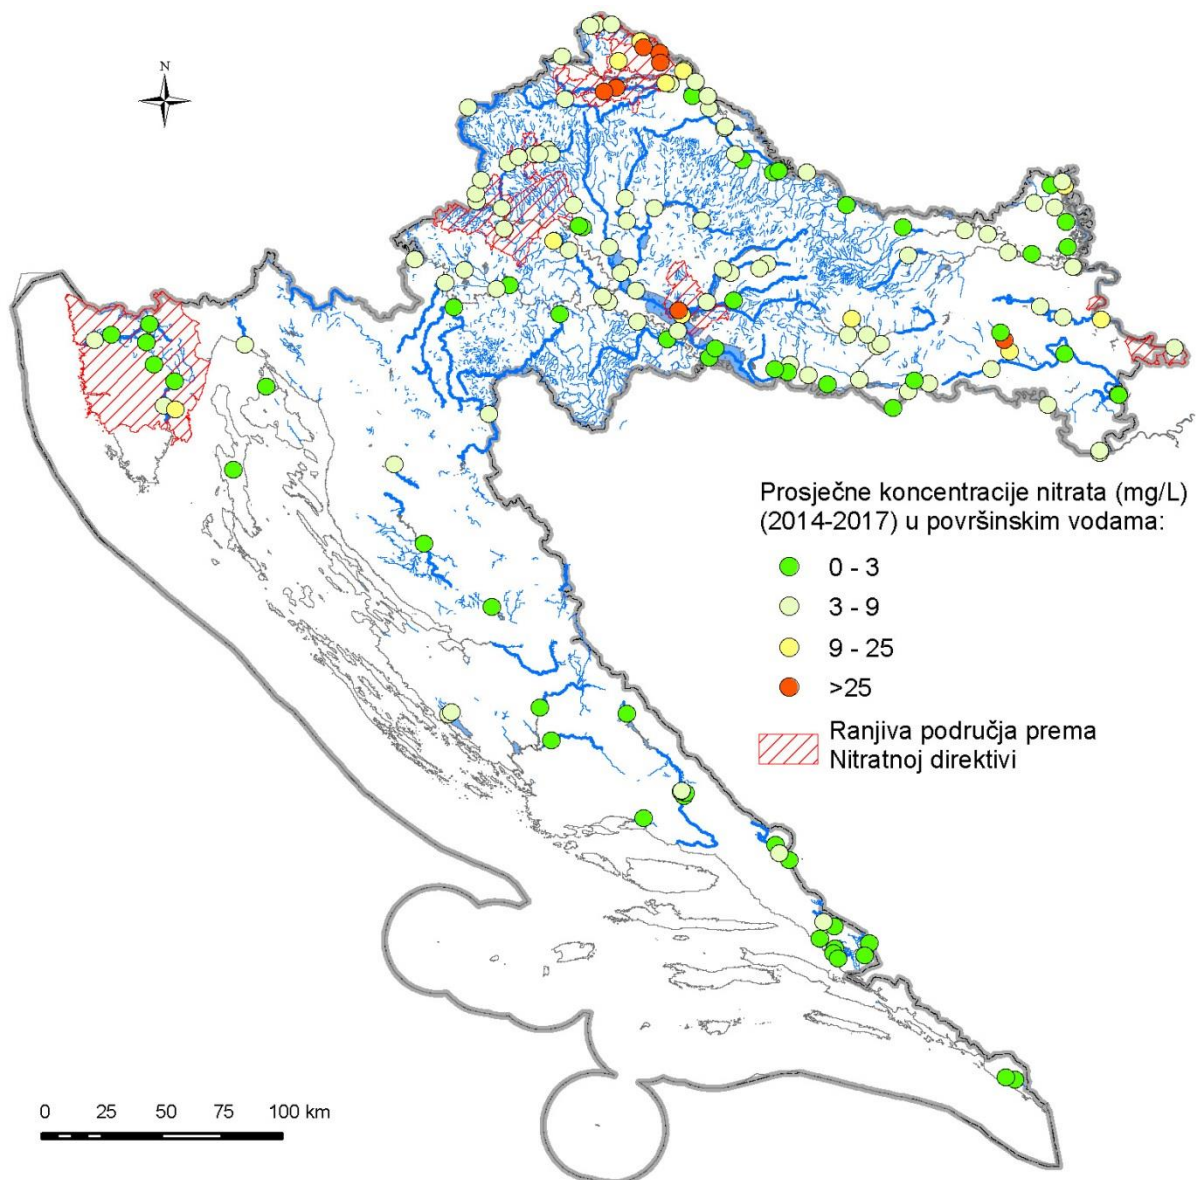 N
Prosječne koncentracije nitrata (mg/L)
(2014-2017) u površinskim vodama:
0 - 3
3 - 9
9 - 25
>25
Ranjiva područja prema
Nitratnoj direktivi
0 25 50 75 100 km